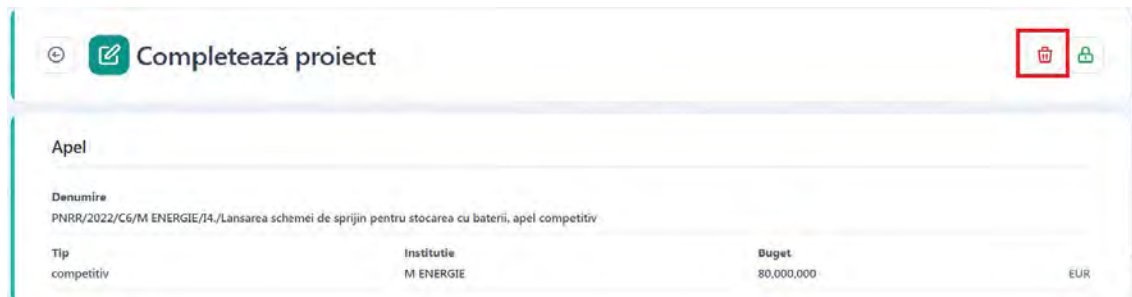 Completează proiect
Apel
Denumire
PNRR/2022/C6/M ENERGIE/I4./Lansarea schemei de sprijin pentru stocarea cu baterii, apel competitiv
Tip Institutie Buget
competitiv M ENERGIE 80,000,000 EUR